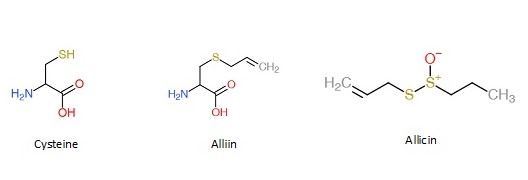 SH
H₂N
O
OH
Cysteine
S
CH₂
H₂N
O
OH
Alliin
O⁻
H₂C
S
S⁺
CH₃
Allicin